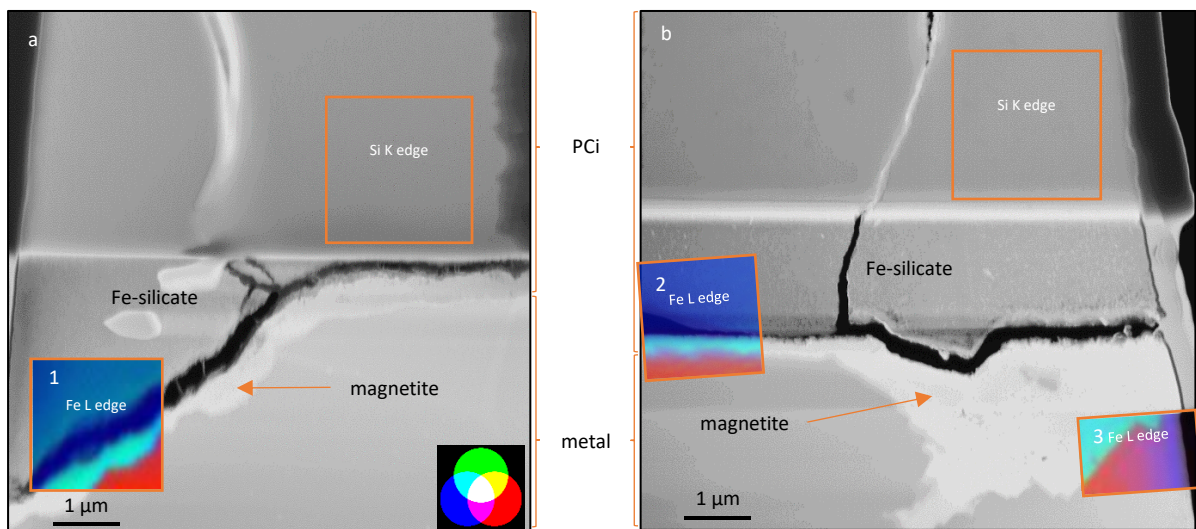 a
Si K edge
Fe-silicate
1
Fe L edge
magnetite
1 µm
PCi
metal
b
Si K edge
Fe-silicate
2
Fe L edge
magnetite
3 Fe L edge
1 µm